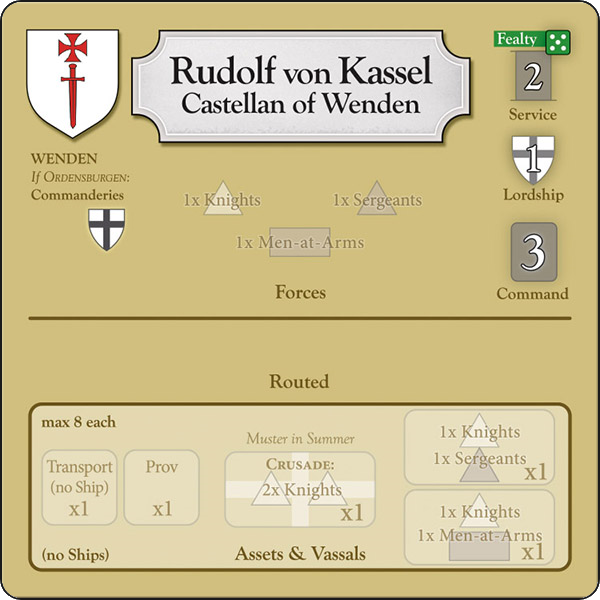 Rudolf von Kassel
Castellan of Wenden
Fealty
2
Service
1
Lordship
3
Command
WENDEN
If ORDENSBURGEN:
Commanderies
1x Knights
1x Sergeants
1x Men-at-Arms
Forces
Routed
max 8 each
Transport
(no Ship)
x1
Prov
x1
Muster in Summer
CRUSADE:
2x Knights
x1
1x Knights
1x Sergeants
x1
1x Knights
1x Men-at-Arms
x1
(no Ships)
Assets & Vassals